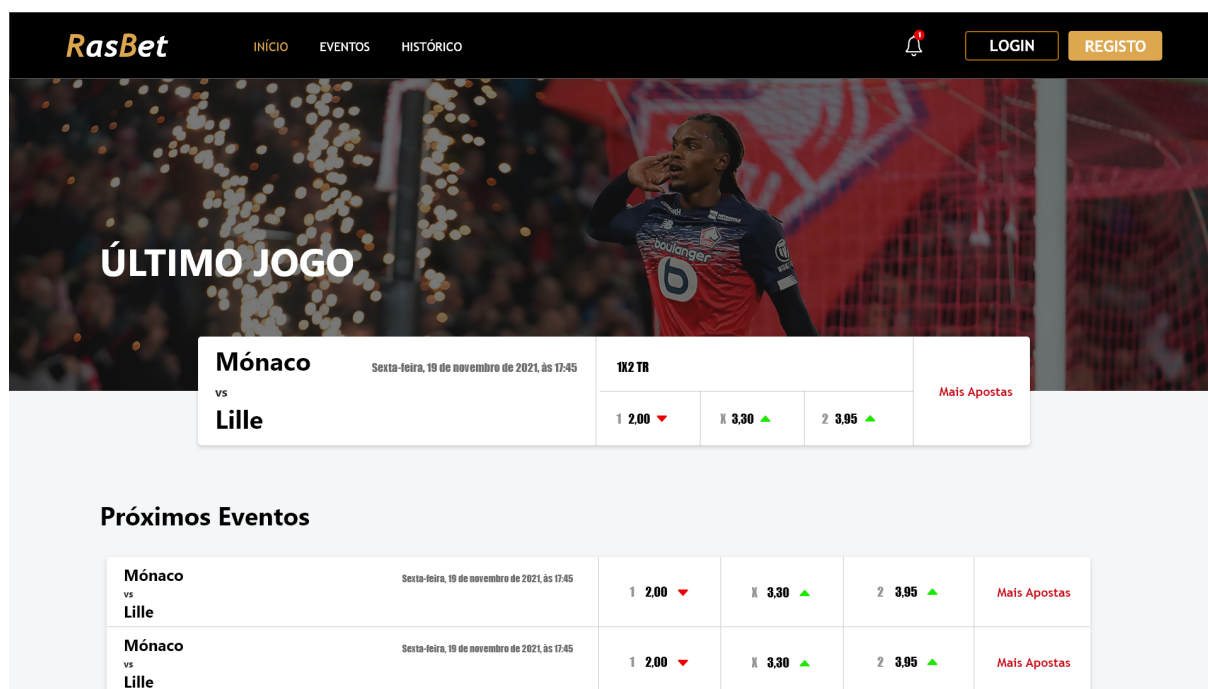 RasBet INÍCIO EVENTOS HISTÓRICO LOGIN REGISTO
boulanger
ÚLTIMO JOGO
Mónaco Sexta-feira, 19 de novembro de 2021, às 17:45 1X2 TR
vs Mais Apostas
Lille 1 2,00 X 3,30 2 3,95
Próximos Eventos
Mónaco Sexta-feira, 19 de novembro de 2021, às 17:45
vs 1 2,00 X 3,30 2 3,95 Mais Apostas
Lille
Mónaco Sexta-feira, 19 de novembro de 2021, às 17:45
vs 1 2,00 X 3,30 2 3,95 Mais Apostas
Lille